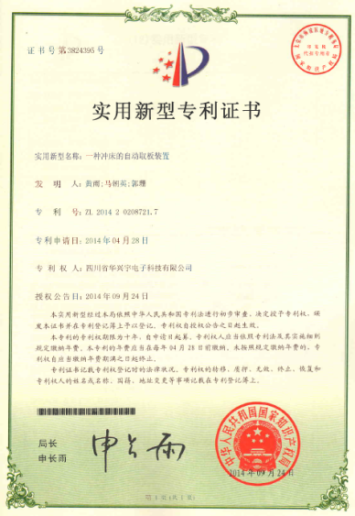 证书号第3824395号
实用新型专利证书
实用新型名称:一种冲床的自动取板装置
发 明 人:黄刚;马朝英;郭珊
专 利 号:ZL 2014 2 0208721.7
专利申请日:2014年04月28日
专 利 权 人:四川省华兴宇电子科技有限公司
授权公告日:2014年09月24日
本实用新型经过本局依照中华人民共和国专利法进行初步审查,决定授予专利权,颁
发本证书并在专利登记簿上予以登记。专利权自授权公告之日起生效。
本专利的专利权期限为十年,自申请日起算。专利权人应当依照专利法及其实施细则
规定缴纳年费。本专利的年费应当在每年04月28日前缴纳。未按照规定缴纳年费的,专
利权自应当缴纳年费期满之日起终止。
专利证书记载专利权登记时的法律状况。专利权的转移、质押、无效、终止、恢复和
专利权人的姓名或名称、国籍、地址变更等事项记载在专利登记簿上。
局长
申长雨
申长雨
中华人民共和国国家知识产权局
2014年09月24日
第1页(共1页)